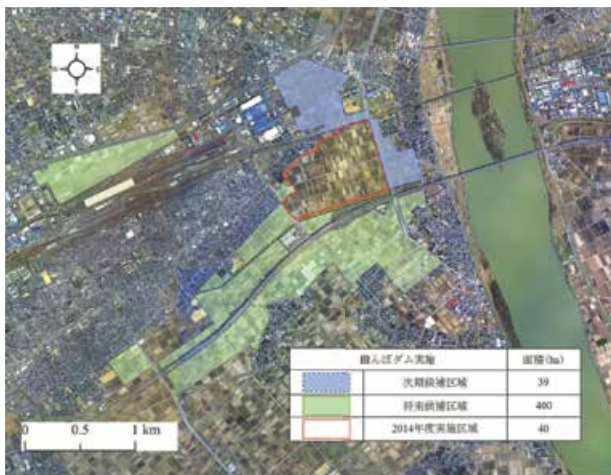 田んぼダム実施 面積(ha)
次期候補区域 39
将来候補区域 400
2014年度実施区域 40
0 0.5 1 km